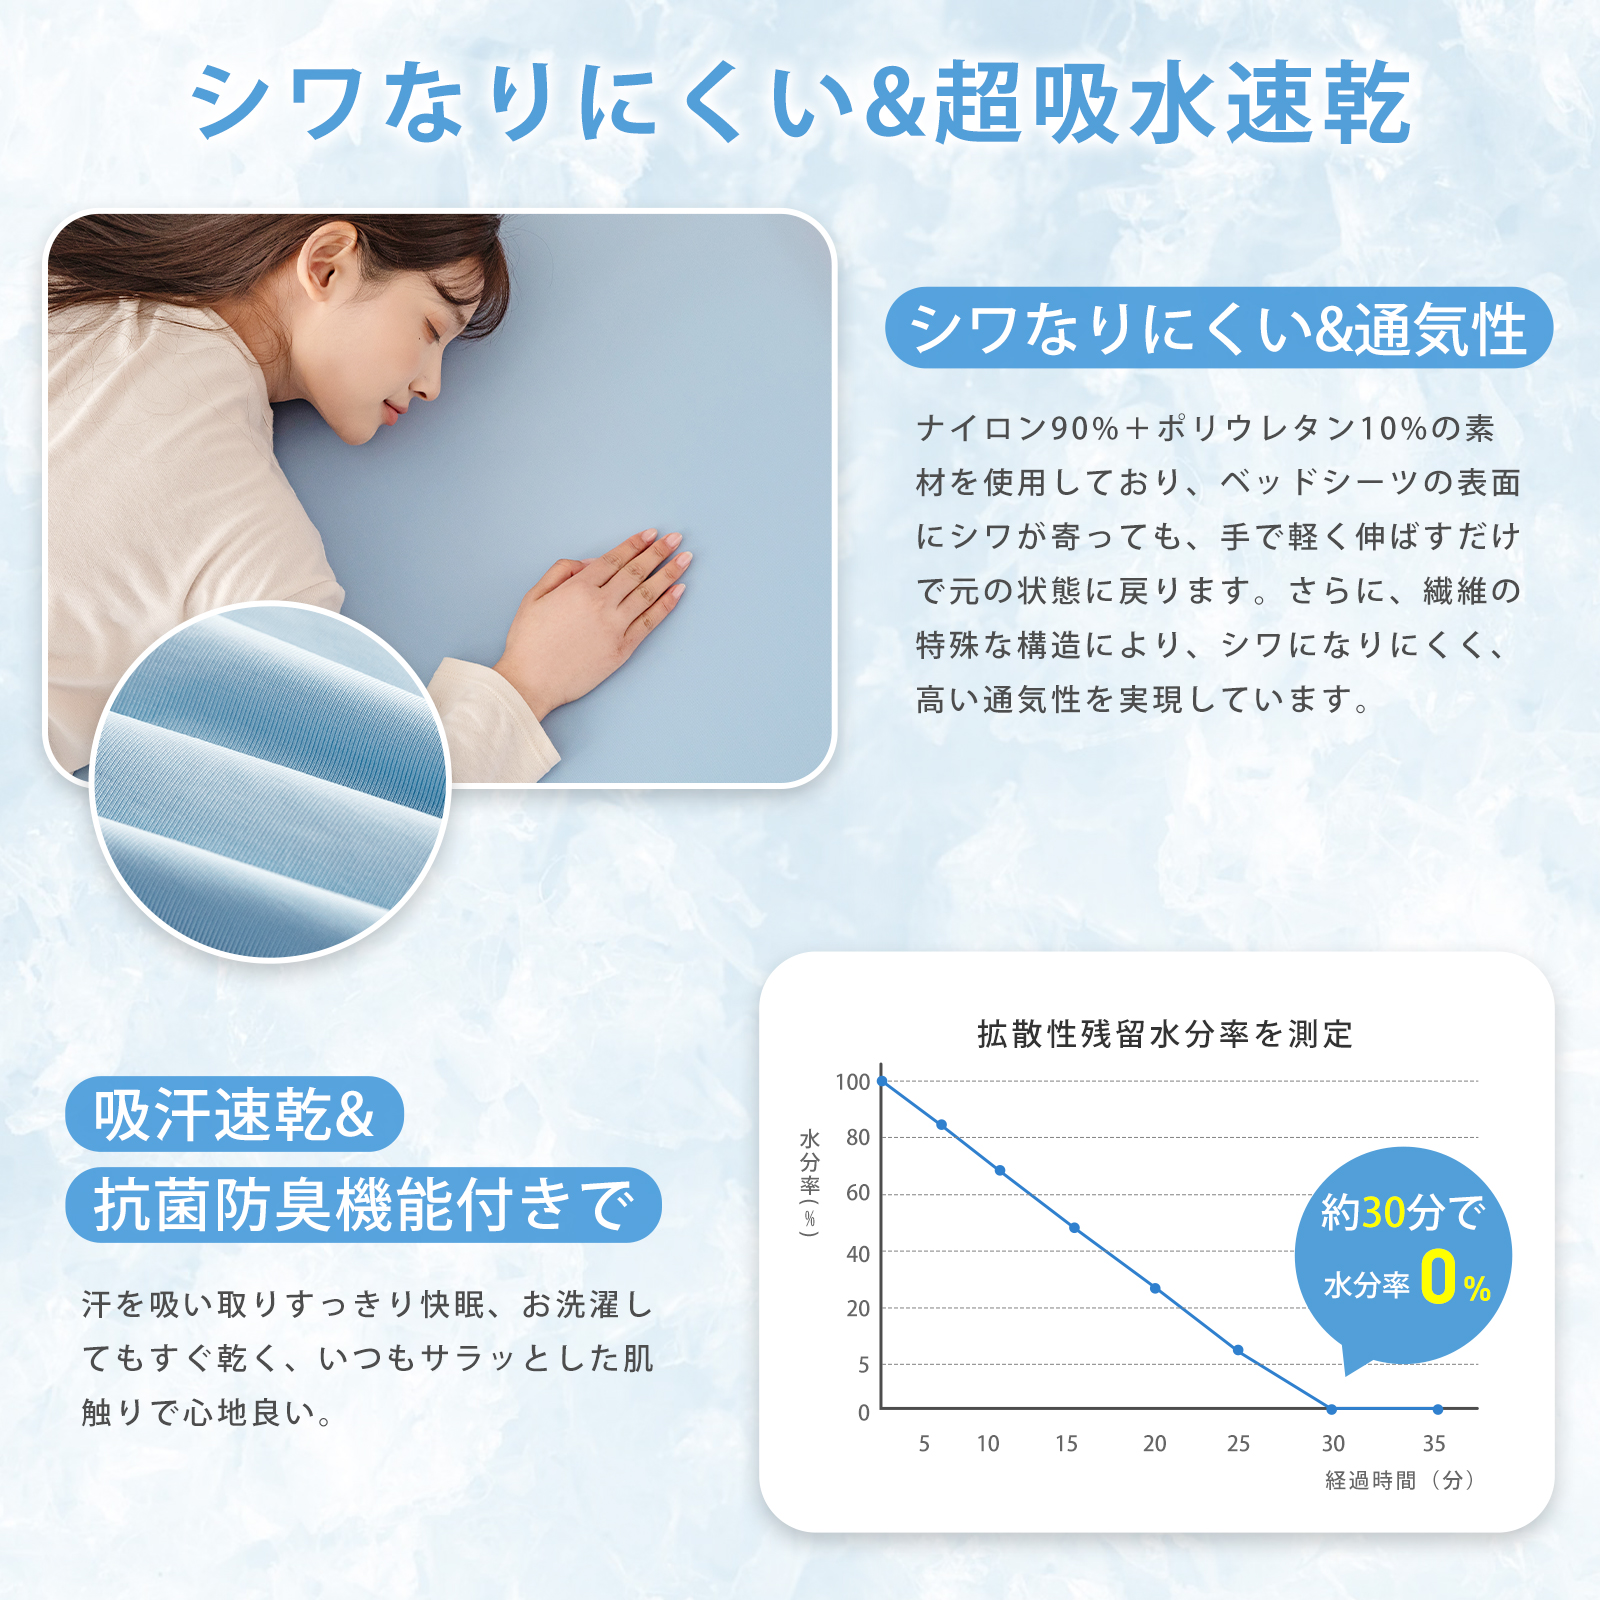 シワなりにくい&超吸水速乾
シワなりにくい&通気性
ナイロン90%＋ポリウレタン10%の素
材を使用しており、ベッドシーツの表面
にシワが寄っても、手で軽く伸ばすだけ
で元の状態に戻ります。さらに、繊維の
特殊な構造により、シワになりにくく、
高い通気性を実現しています。
吸汗速乾&
抗菌防臭機能付きで
汗を吸い取りすっきり快眠、お洗濯し
てもすぐ乾く、いつもサラッとした肌
触りで心地良い。
拡散性残留水分率を測定
水分率(%)
100
80
60
40
20
5
0
約30分で
水分率0%
5 10 15 20 25 30 35
経過時間（分）